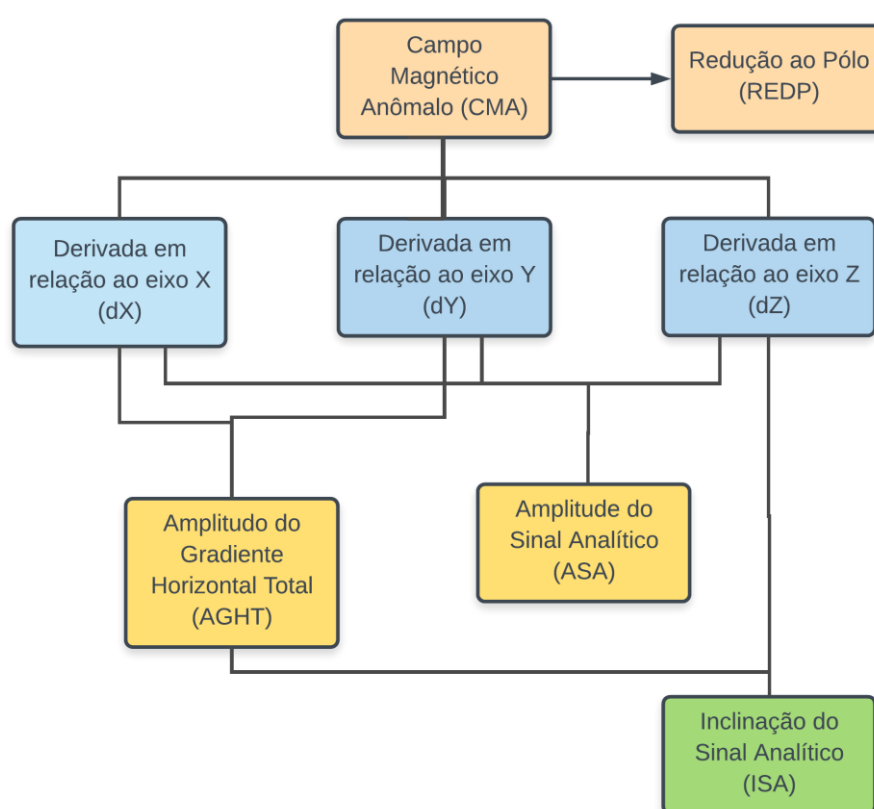 Campo
Magnético
Anômalo (CMA)
Redução ao Pólo
(REDP)
Derivada em
relação ao eixo X
(dX)
Derivada em
relação ao eixo Y
(dY)
Derivada em
relação ao eixo Z
(dZ)
Amplitudo do
Gradiente
Horizontal Total
(AGHT)
Amplitude do
Sinal Analítico
(ASA)
Inclinação do
Sinal Analítico
(ISA)